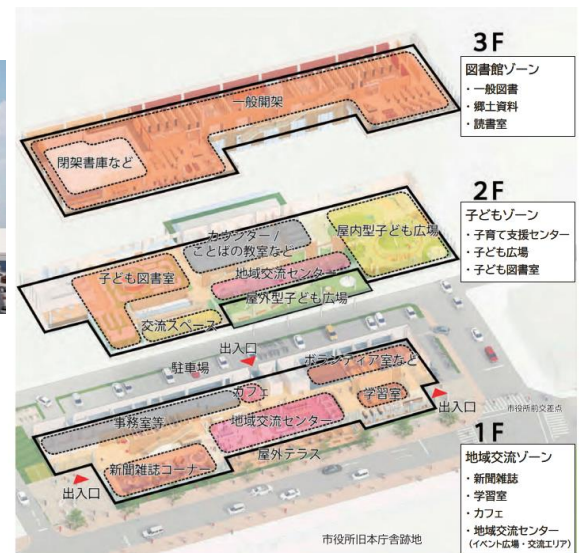 3F
図書館ゾーン
・一般図書
・郷土資料
・読書室
一般開架
閉架書庫など
2F
子どもゾーン
・子育て支援センター
・子ども広場
・子ども図書室
カウンター/
ことばの教室など
屋内型子ども広場
子ども図書室
地域交流センター
屋外型子ども広場
交流スペース
出入口
駐車場
ボランティア室など
カフェ
学習室
事務室等
地域交流センター
出入口
市役所前交差点
新聞雑誌コーナー
屋外テラス
出入口
1F
地域交流ゾーン
・新聞雑誌
・学習室
・カフェ
・地域交流センター
(イベント広場・交流エリア)
市役所旧本庁舎跡地